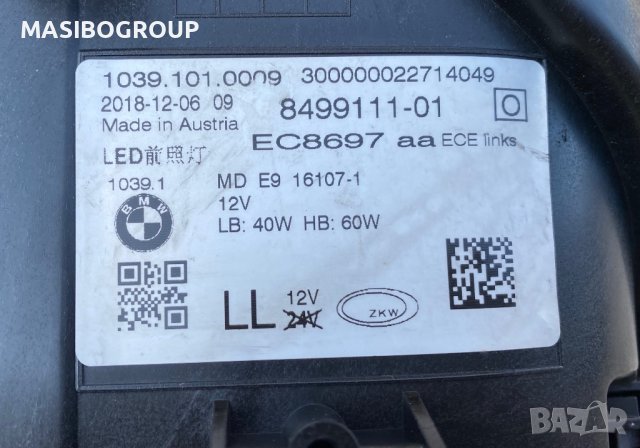 MASIBOGROUP
1039.101.0009 300000022714049
2018-12-06 09 8499111-01 O
Made in Austria EC8697 aa ECE links
LED前照灯
1039.1 MD E9 16107-1
12V
BMW LB: 40W HB: 60W
LL 12V
24V
ZKW
BAZAR